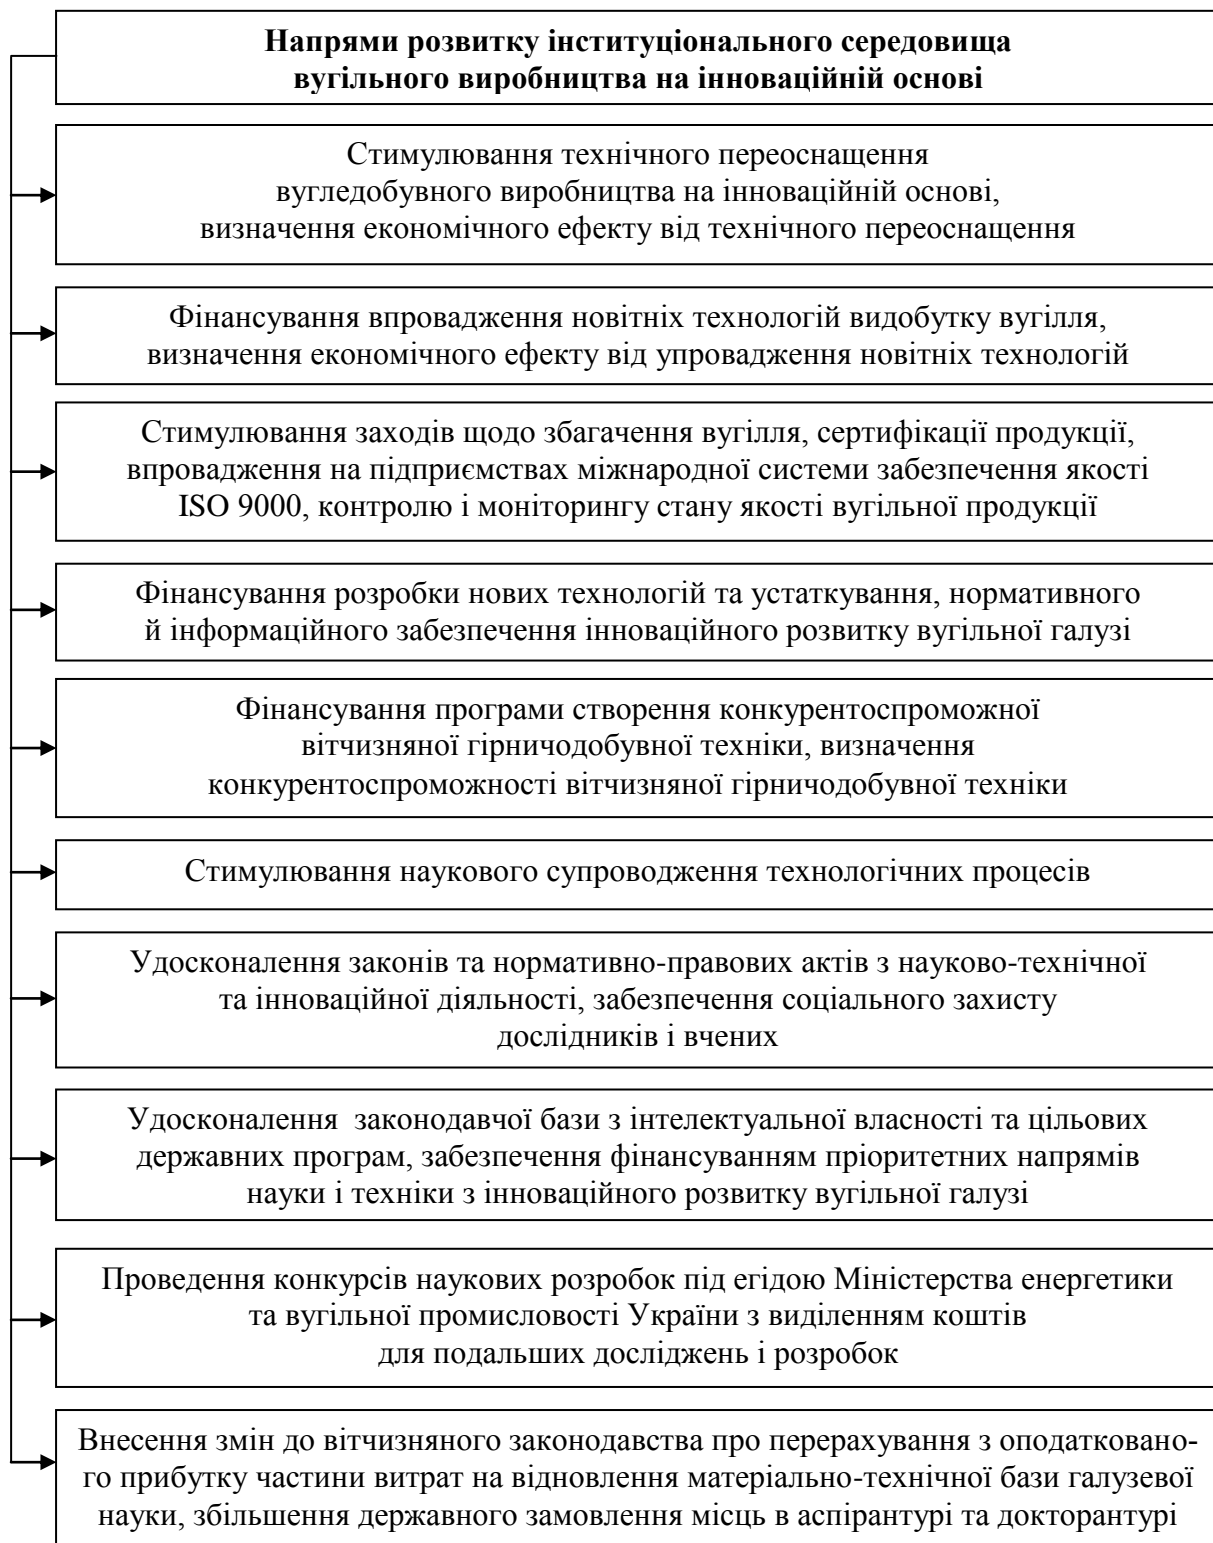 Напрями розвитку інституціонального середовища
вугільного виробництва на інноваційній основі
Стимулювання технічного переоснащення
вугледобувного виробництва на інноваційній основі,
визначення економічного ефекту від технічного переоснащення
Фінансування впровадження новітніх технологій видобутку вугілля,
визначення економічного ефекту від упровадження новітніх технологій
Стимулювання заходів щодо збагачення вугілля, сертифікації продукції,
впровадження на підприємствах міжнародної системи забезпечення якості
ISO 9000, контролю і моніторингу стану якості вугільної продукції
Фінансування розробки нових технологій та устаткування, нормативного
й інформаційного забезпечення інноваційного розвитку вугільної галузі
Фінансування програми створення конкурентоспроможної
вітчизняної гірничодобувної техніки, визначення
конкурентоспроможності вітчизняної гірничодобувної техніки
Стимулювання наукового супроводження технологічних процесів
Удосконалення законів та нормативно-правових актів з науково-технічної
та інноваційної діяльності, забезпечення соціального захисту
дослідників і вчених
Удосконалення законодавчої бази з інтелектуальної власності та цільових
державних програм, забезпечення фінансуванням пріоритетних напрямів
науки і техніки з інноваційного розвитку вугільної галузі
Проведення конкурсів наукових розробок під егідою Міністерства енергетики
та вугільної промисловості України з виділенням коштів
для подальших досліджень і розробок
Внесення змін до вітчизняного законодавства про перерахування з оподатковано-
го прибутку частини витрат на відновлення матеріально-технічної бази галузевої
науки, збільшення державного замовлення місць в аспірантурі та докторантурі